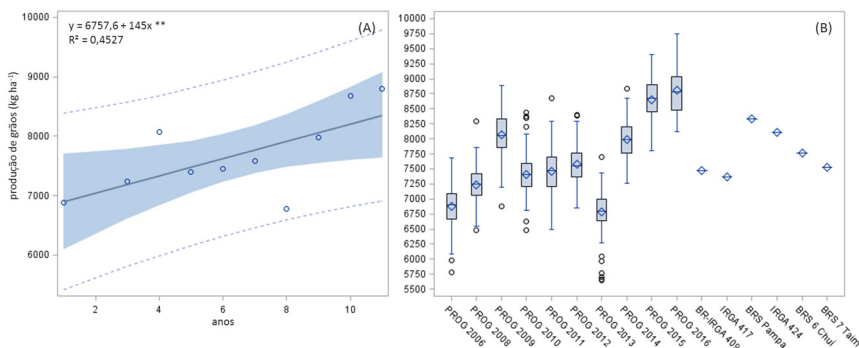 y = 6757,6 + 145x **
R² = 0,4527
(A)
produção de grãos (kg ha⁻¹)
10000
9000
8000
7000
6000
2 4 6 8 10
anos
(B)
10000
9750
9500
9250
9000
8750
8500
8250
8000
7750
7500
7250
7000
6750
6500
6250
6000
5750
5500
PROG 2006
PROG 2008
PROG 2009
PROG 2010
PROG 2011
PROG 2012
PROG 2013
PROG 2014
PROG 2015
PROG 2016
BR-IRGA 409
IRGA 417
BRS Pampa
IRGA 424
BRS 6 Chui
BRS 7 Taim